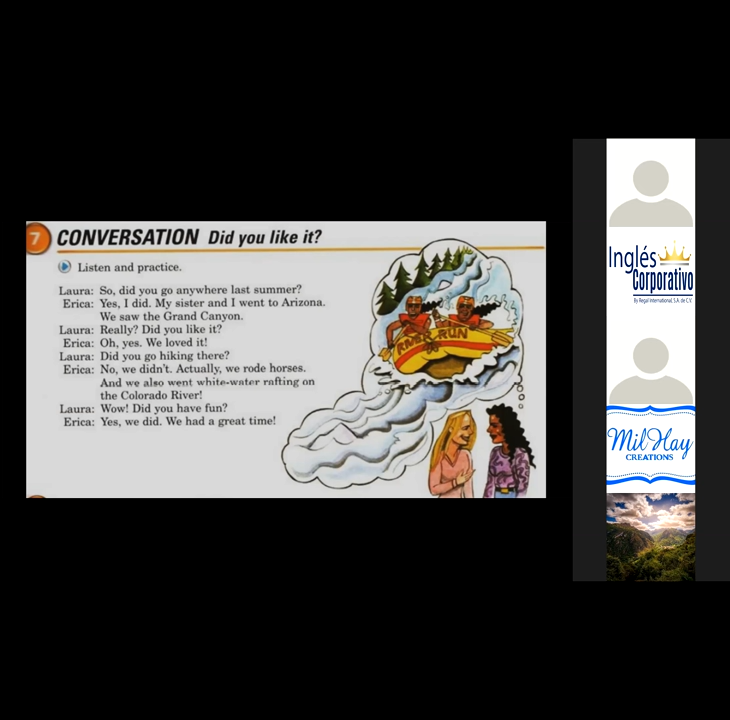 7 CONVERSATION Did you like it?
Listen and practice.
Laura: So, did you go anywhere last summer?
Erica: Yes, I did. My sister and I went to Arizona.
We saw the Grand Canyon.
Laura: Really? Did you like it?
Erica: Oh, yes. We loved it!
Laura: Did you go hiking there?
Erica: No, we didn't. Actually, we rode horses.
And we also went white-water rafting on
the Colorado River!
Laura: Wow! Did you have fun?
Erica: Yes, we did. We had a great time!
RIVER RUN
Inglés
Corporativo
By Regal International, S.A. de C.V.
MilHay
CREATIONS